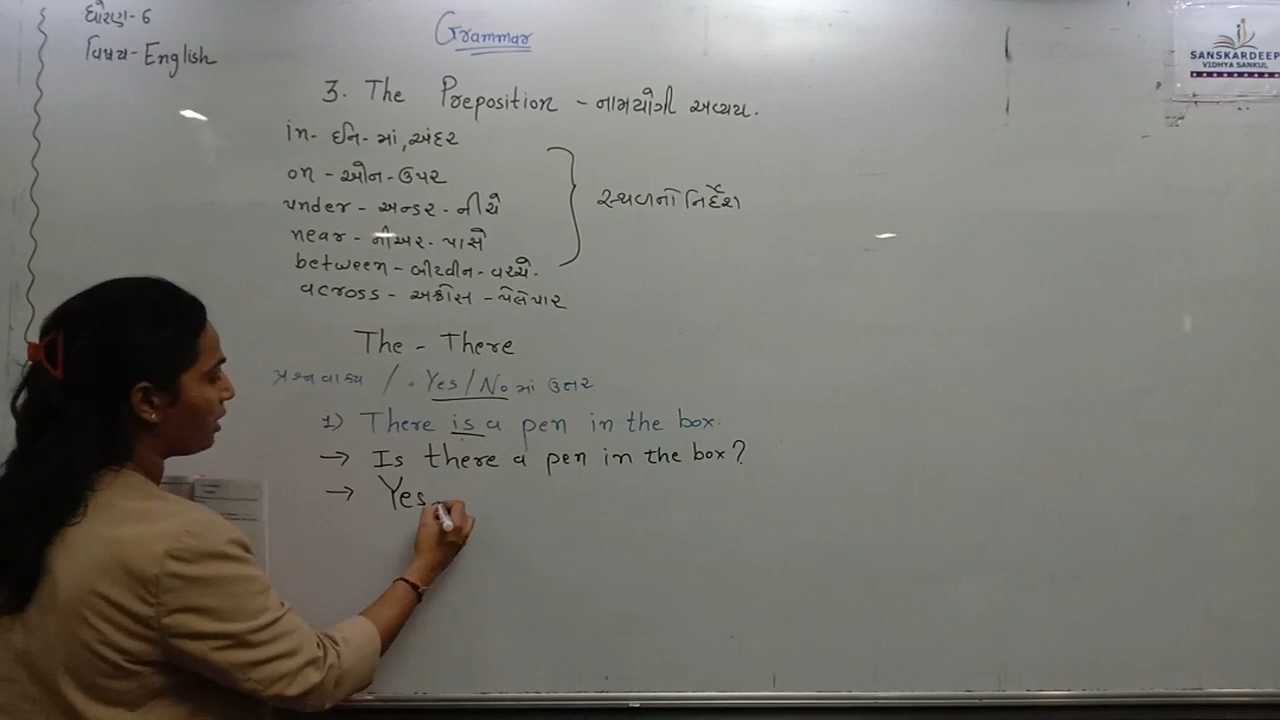 ધોરણ-6
વિષય-English
Grammar
SANSKARDEEP
VIDHYA SANKUL
3. The Preposition - નામયોગી અવ્યય.
in- ઈનિ- માં, અંદર
on - ઓન - ઉપર
under - અન્ડર - નીચે
near - નીઅર - પાસે
between - બીટવીન - વચ્ચે.
across - અક્રોસ - પેલેપાર
સ્થળનો નિર્દેશ
The - There
પ્રશ્ન વાક્ય / . Yes/No માં ઉત્તર
1) There is a pen in the box.
→ Is there a pen in the box?
→ Yes